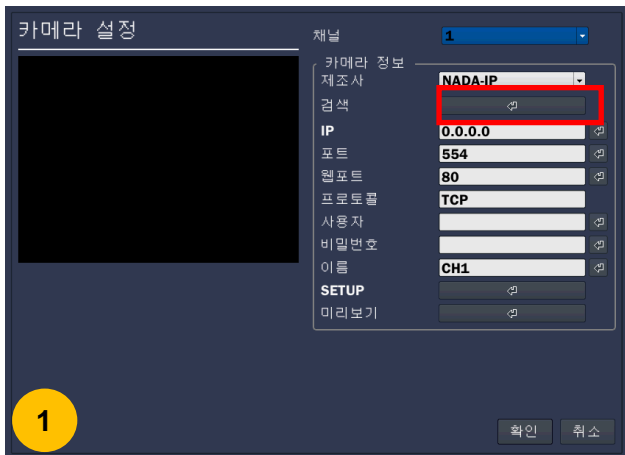 카메라 설정
채널 1
카메라 정보
제조사 NADA-IP
검색
IP 0.0.0.0
포트 554
웹포트 80
프로토콜 TCP
사용자
비밀번호
이름 CH1
SETUP
미리보기
1
확인 취소